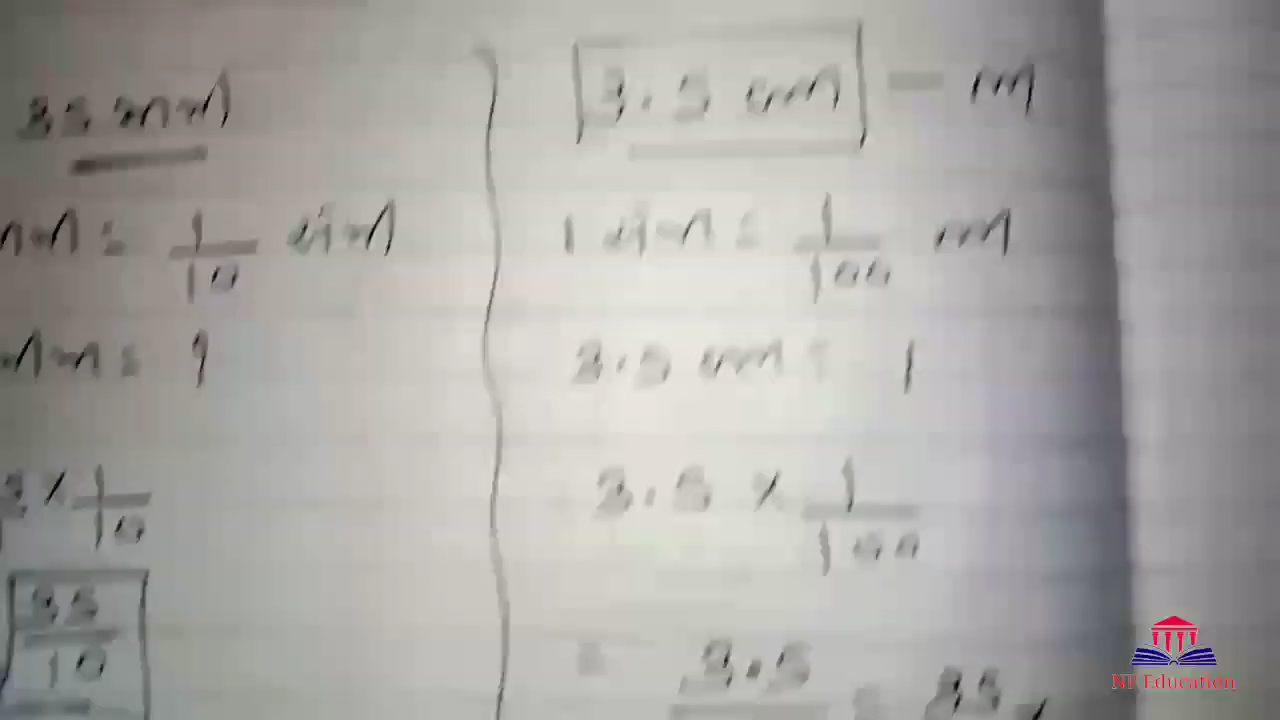 35 mm
mm = 1/10 cm
mm = 1
× 1/10
35/10
3.5 cm — m
1 cm = 1/100 m
3.5 cm = 1
3.5 × 1/100
= 3.5 = 35
NP Education